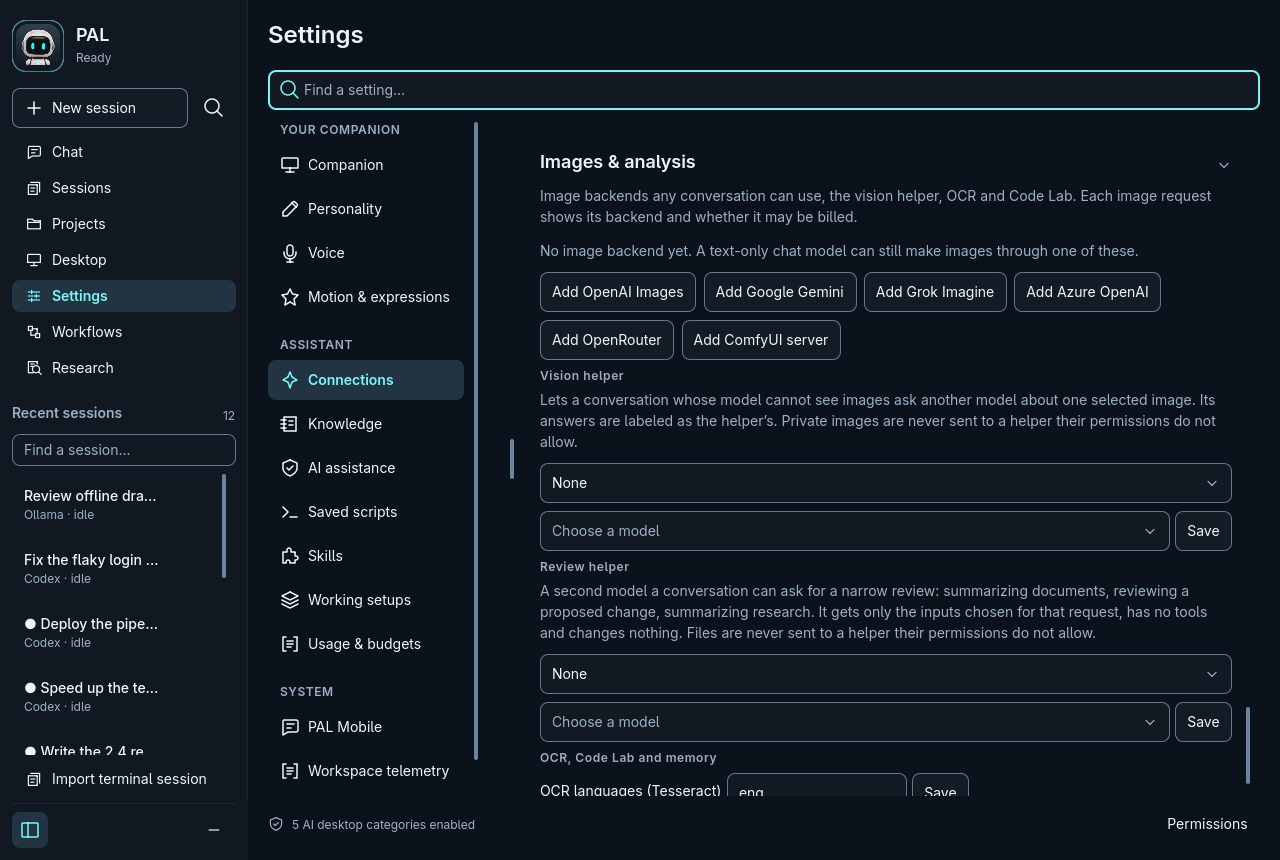 PAL
Ready
New session
Chat
Sessions
Projects
Desktop
Settings
Workflows
Research
Recent sessions 12
Find a session...
Review offline dra...
Ollama · idle
Fix the flaky login ...
Codex · idle
Deploy the pipe...
Codex · idle
Speed up the te...
Codex · idle
Write the 2.4 re
Import terminal session
Settings
Find a setting...
YOUR COMPANION
Companion
Personality
Voice
Motion & expressions
ASSISTANT
Connections
Knowledge
AI assistance
Saved scripts
Skills
Working setups
Usage & budgets
SYSTEM
PAL Mobile
Workspace telemetry
Images & analysis
Image backends any conversation can use, the vision helper, OCR and Code Lab. Each image request
shows its backend and whether it may be billed.
No image backend yet. A text-only chat model can still make images through one of these.
Add OpenAI Images Add Google Gemini Add Grok Imagine Add Azure OpenAI
Add OpenRouter Add ComfyUI server
Vision helper
Lets a conversation whose model cannot see images ask another model about one selected image. Its
answers are labeled as the helper’s. Private images are never sent to a helper their permissions do not
allow.
None
Choose a model Save
Review helper
A second model a conversation can ask for a narrow review: summarizing documents, reviewing a
proposed change, summarizing research. It gets only the inputs chosen for that request, has no tools
and changes nothing. Files are never sent to a helper their permissions do not allow.
None
Choose a model Save
OCR, Code Lab and memory
OCR languages (Tesseract) eng Save
5 AI desktop categories enabled
Permissions